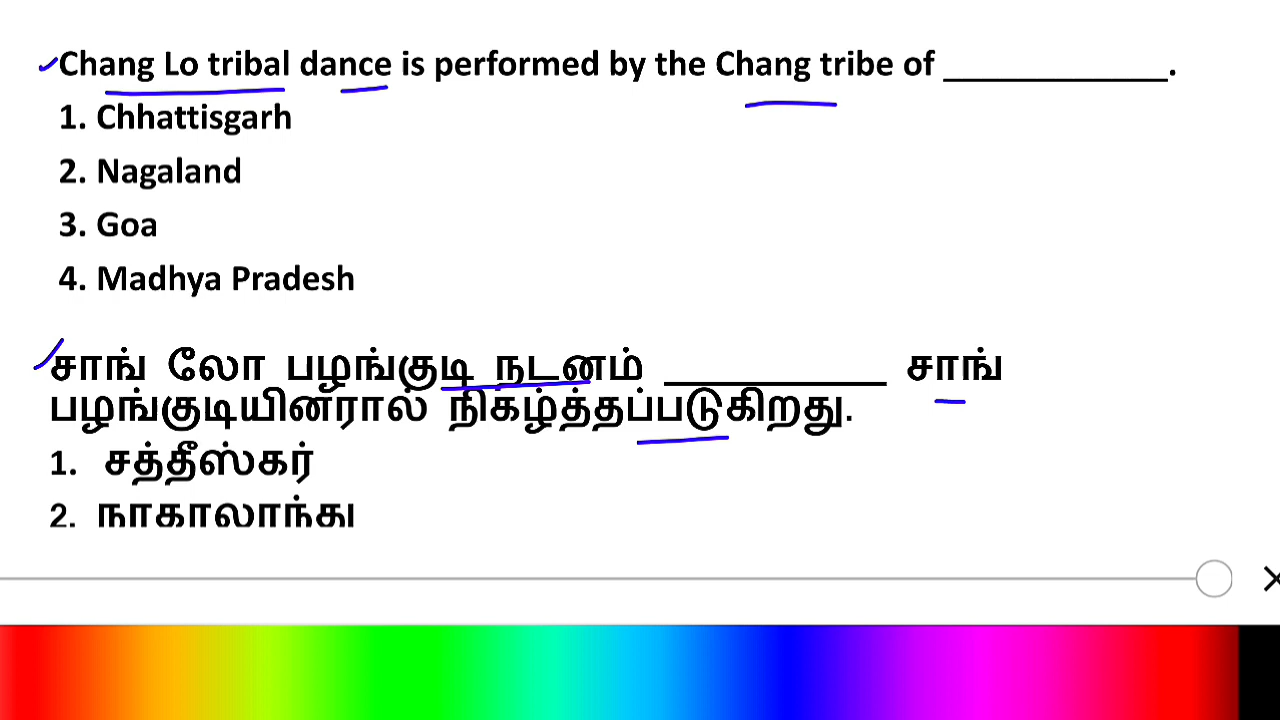 Chang Lo tribal dance is performed by the Chang tribe of ____________.
1. Chhattisgarh
2. Nagaland
3. Goa
4. Madhya Pradesh
சாங் லோ பழங்குடி நடனம் ___________ சாங்
பழங்குடியினரால் நிகழ்த்தப்படுகிறது.
1. சத்தீஸ்கர்
2. நாகாலாந்து